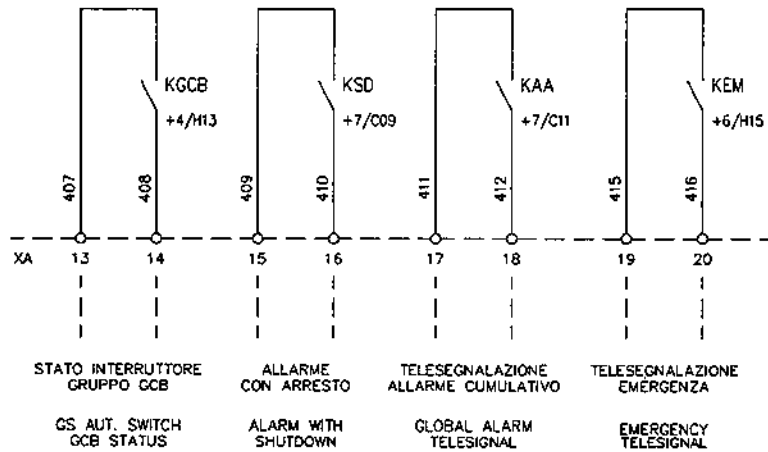 KGCB KSD KAA KEM
+4/H13 +7/C09 +7/C11 +6/H15
407 408 409 410 411 412 415 416
XA 13 14 15 16 17 18 19 20
STATO INTERRUTTORE
GRUPPO GCB
GS AUT. SWITCH
GCB STATUS
ALLARME
CON ARRESTO
ALARM WITH
SHUTDOWN
TELESEGNALAZIONE
ALLARME CUMULATIVO
GLOBAL ALARM
TELESIGNAL
TELESEGNALAZIONE
EMERGENZA
EMERGENCY
TELESIGNAL